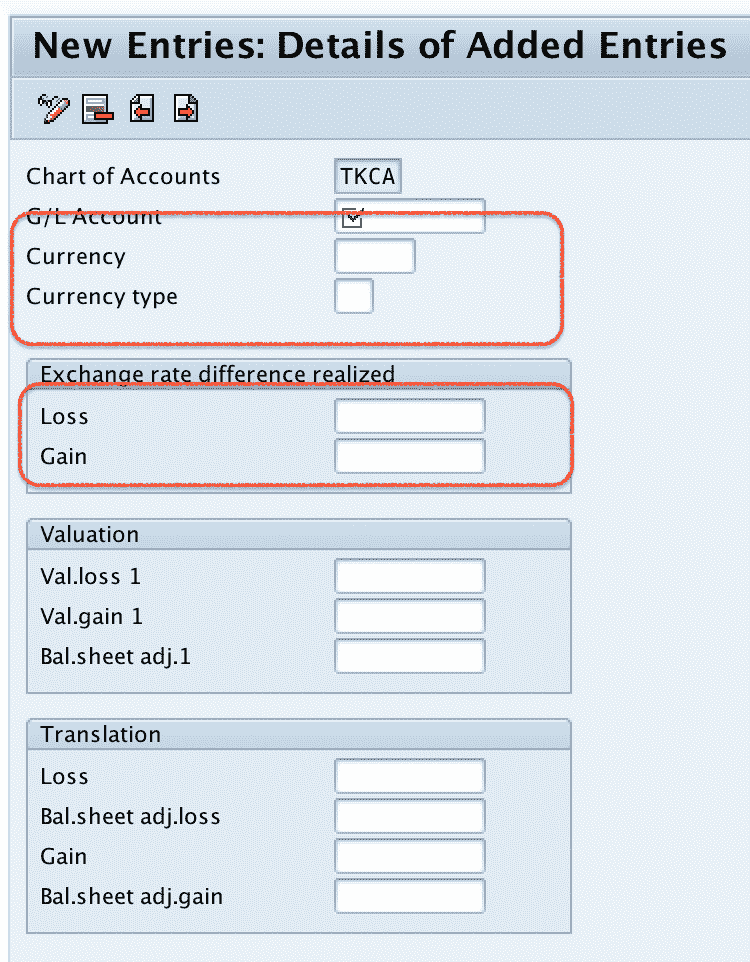 New Entries: Details of Added Entries
Chart of Accounts TKCA
G/L Account
Currency
Currency type
Exchange rate difference realized
Loss
Gain
Valuation
Val.loss 1
Val.gain 1
Bal.sheet adj.1
Translation
Loss
Bal.sheet adj.loss
Gain
Bal.sheet adj.gain